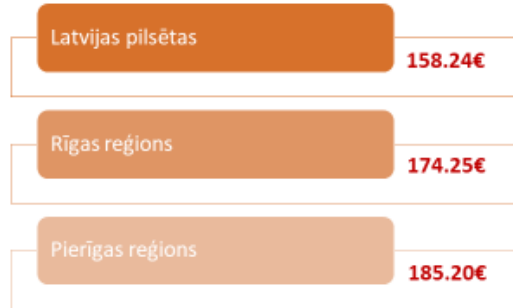 Latvijas pilsētas
158.24€
Rīgas reģions
174.25€
Pierīgas reģions
185.20€